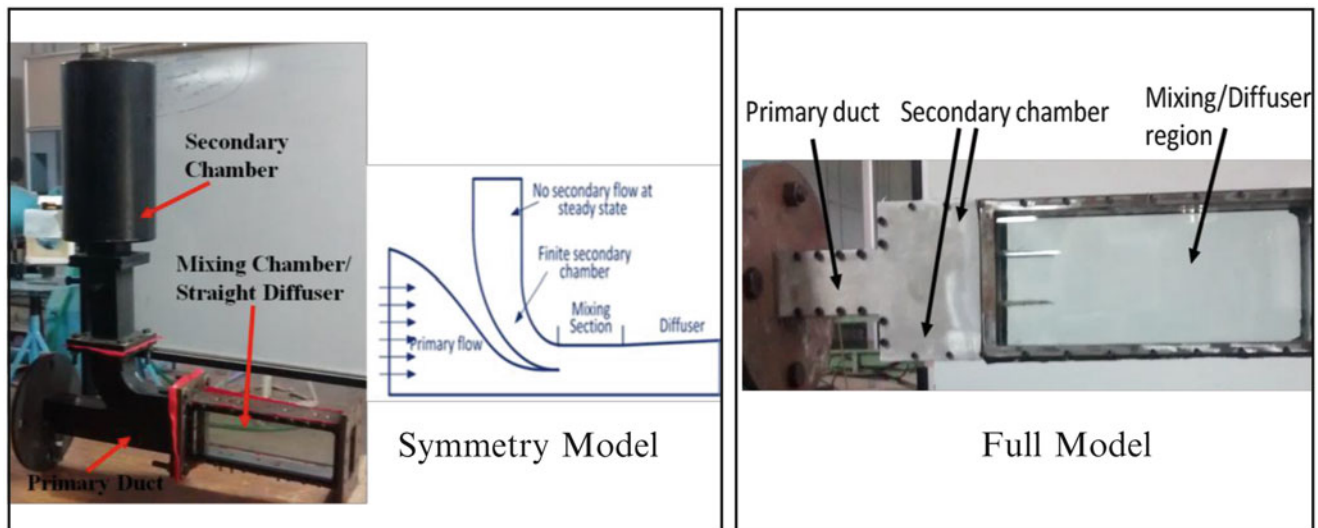 Secondary
Chamber
Mixing Chamber/
Straight Diffuser
Primary Duct
No secondary flow at
steady state
Finite secondary
chamber
Mixing
Section
Diffuser
Primary flow
Symmetry Model
Primary duct
Secondary chamber
Mixing/Diffuser
region
Full Model